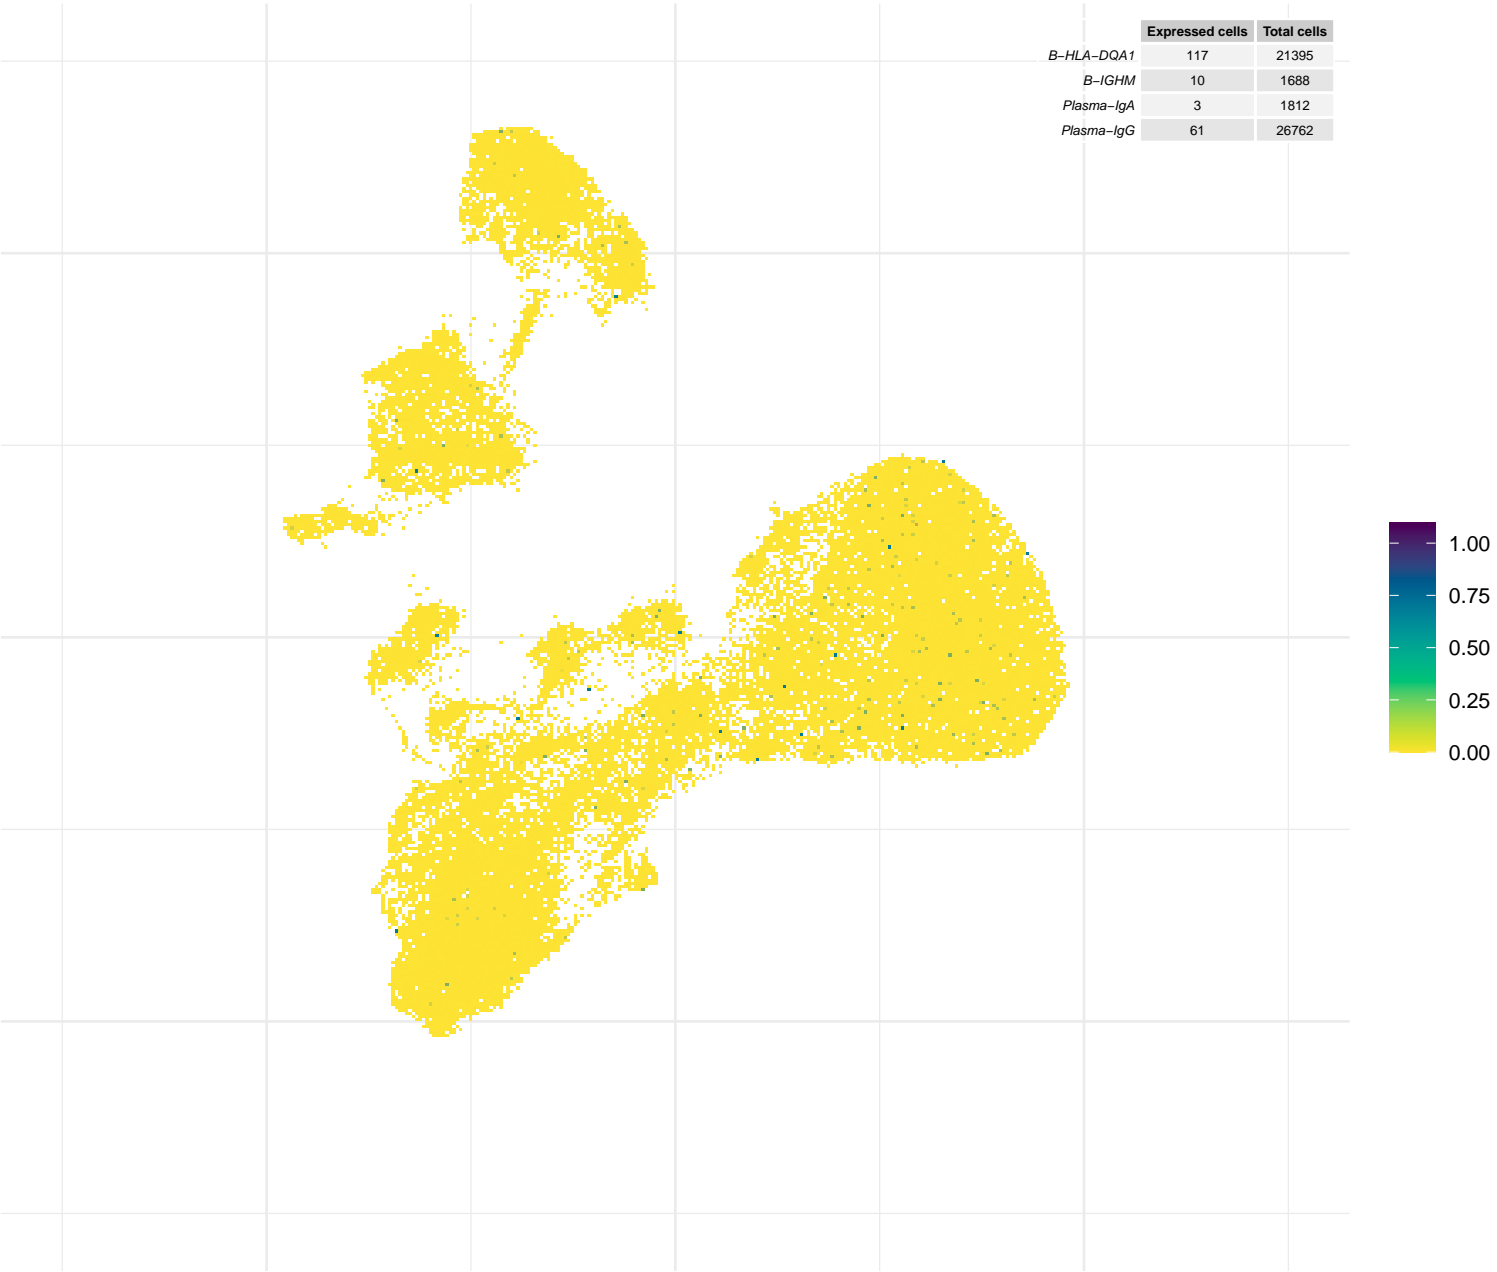 Expressed cells Total cells
B−HLA−DQA1 117 21395
B−IGHM 10 1688
Plasma−IgA 3 1812
Plasma−IgG 61 26762
1.00
0.75
0.50
0.25
0.00